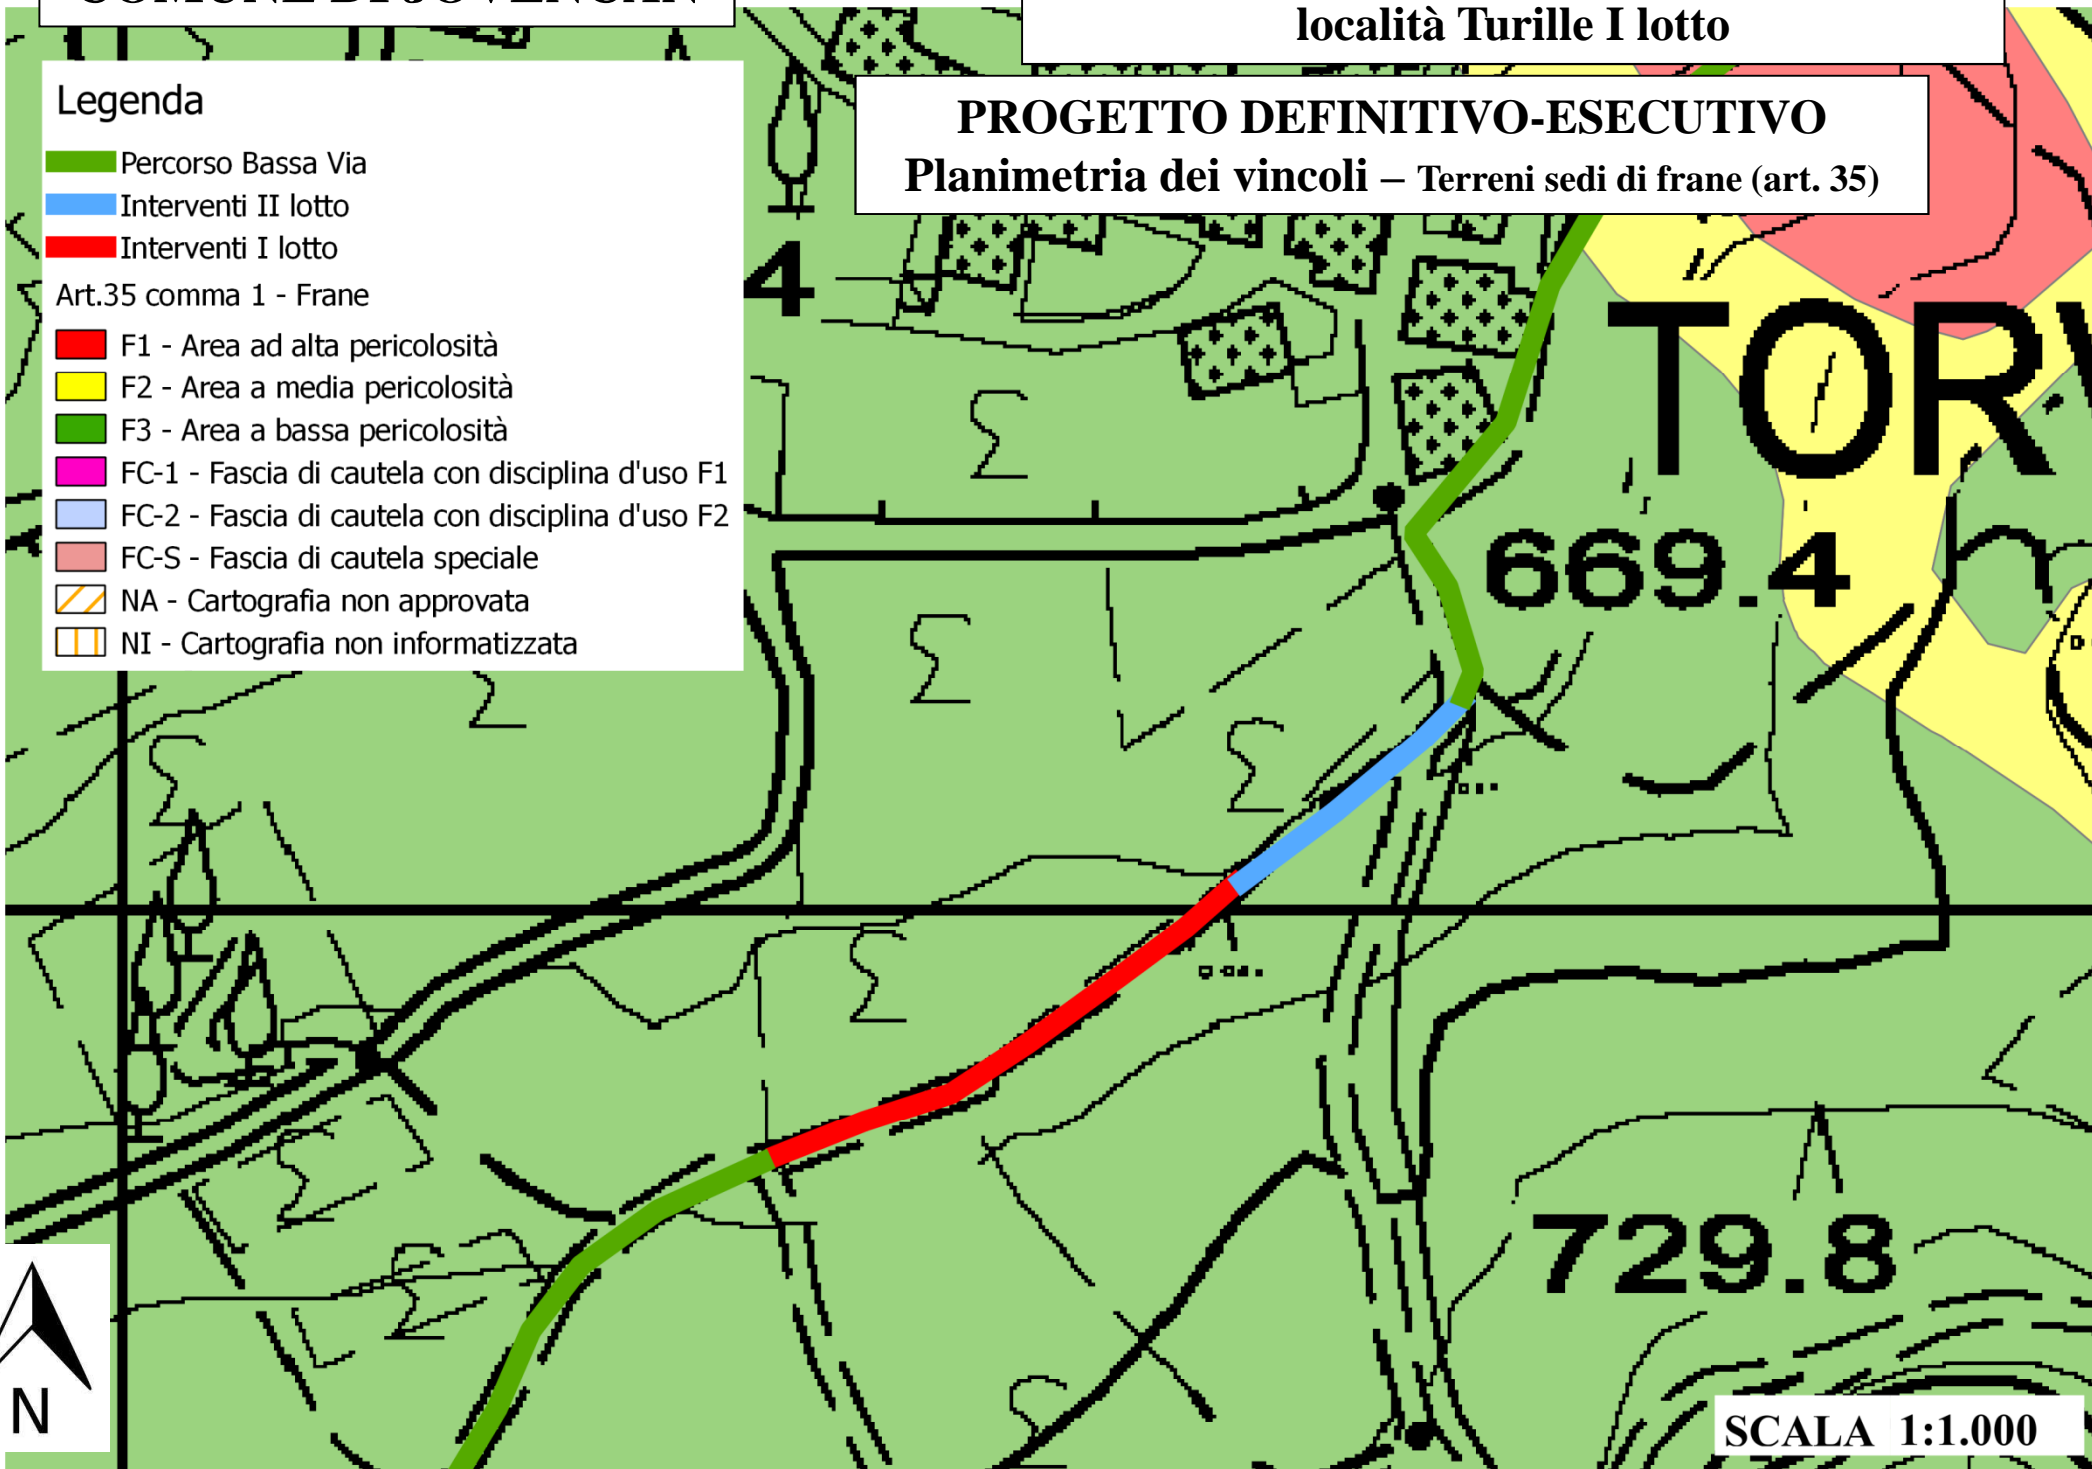 COMUNE DI JOVENCAN
località Turille I lotto
PROGETTO DEFINITIVO-ESECUTIVO
Planimetria dei vincoli – Terreni sedi di frane (art. 35)
Legenda
Percorso Bassa Via
Interventi II lotto
Interventi I lotto
Art.35 comma 1 - Frane
F1 - Area ad alta pericolosità
F2 - Area a media pericolosità
F3 - Area a bassa pericolosità
FC-1 - Fascia di cautela con disciplina d'uso F1
FC-2 - Fascia di cautela con disciplina d'uso F2
FC-S - Fascia di cautela speciale
NA - Cartografia non approvata
NI - Cartografia non informatizzata
4
TOR
669.4
729.8
N
SCALA 1:1.000